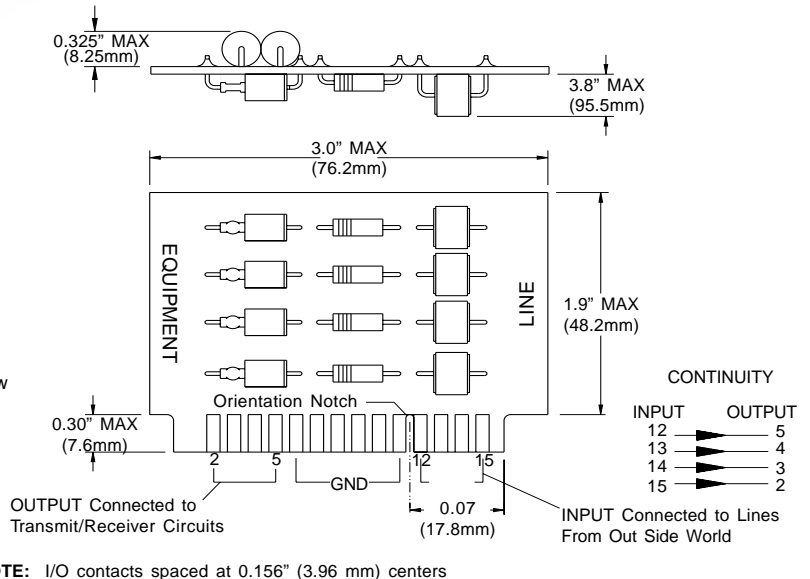 0.325” MAX
(8.25mm)
3.8” MAX
(95.5mm)
3.0” MAX
(76.2mm)
EQUIPMENT
LINE
1.9” MAX
(48.2mm)
CONTINUITY
INPUT OUTPUT
12 5
13 4
14 3
15 2
Orientation Notch
0.30” MAX
(7.6mm)
2 5 12 15
GND
0.07
(17.8mm)
OUTPUT Connected to
Transmit/Receiver Circuits
INPUT Connected to Lines
From Out Side World
I/O contacts spaced at 0.156” (3.96 mm) centers